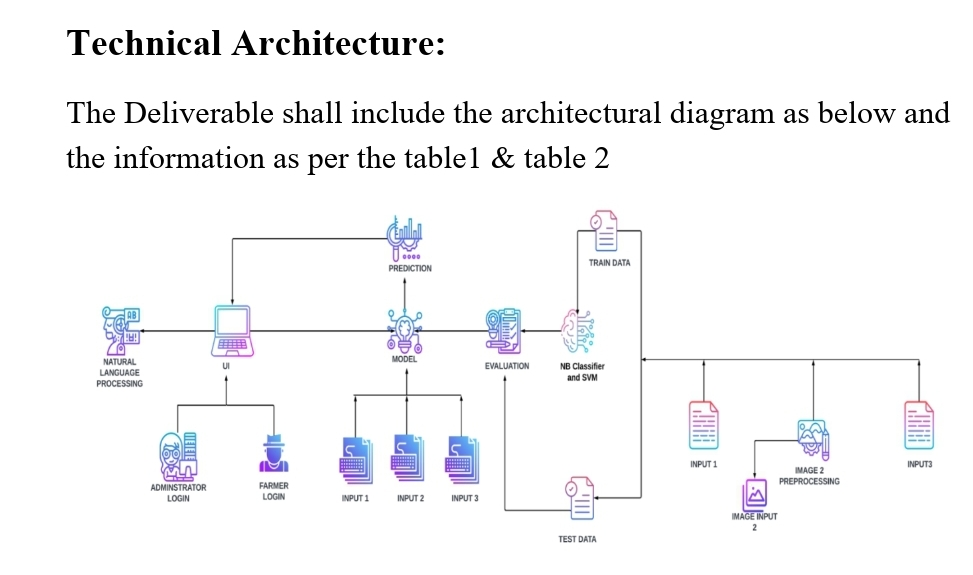 Technical Architecture:
The Deliverable shall include the architectural diagram as below and
the information as per the table1 & table 2
PREDICTION
TRAIN DATA
NATURAL
LANGUAGE
PROCESSING
UI
MODEL
EVALUATION
NB Classifier
and SVM
ADMINSTRATOR
LOGIN
FARMER
LOGIN
INPUT 1
INPUT 2
INPUT 3
INPUT 1
IMAGE 2
PREPROCESSING
INPUT3
IMAGE INPUT
2
TEST DATA